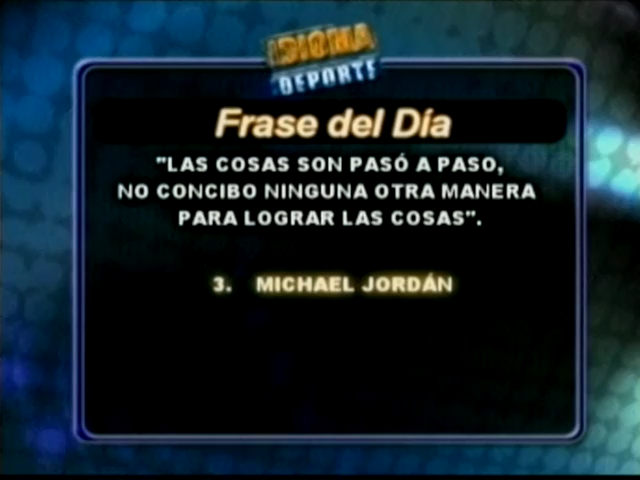 IDIOMA
DEPORTE
Frase del Día
"LAS COSAS SON PASÓ A PASO,
NO CONCIBO NINGUNA OTRA MANERA
PARA LOGRAR LAS COSAS".
3. MICHAEL JORDÁN